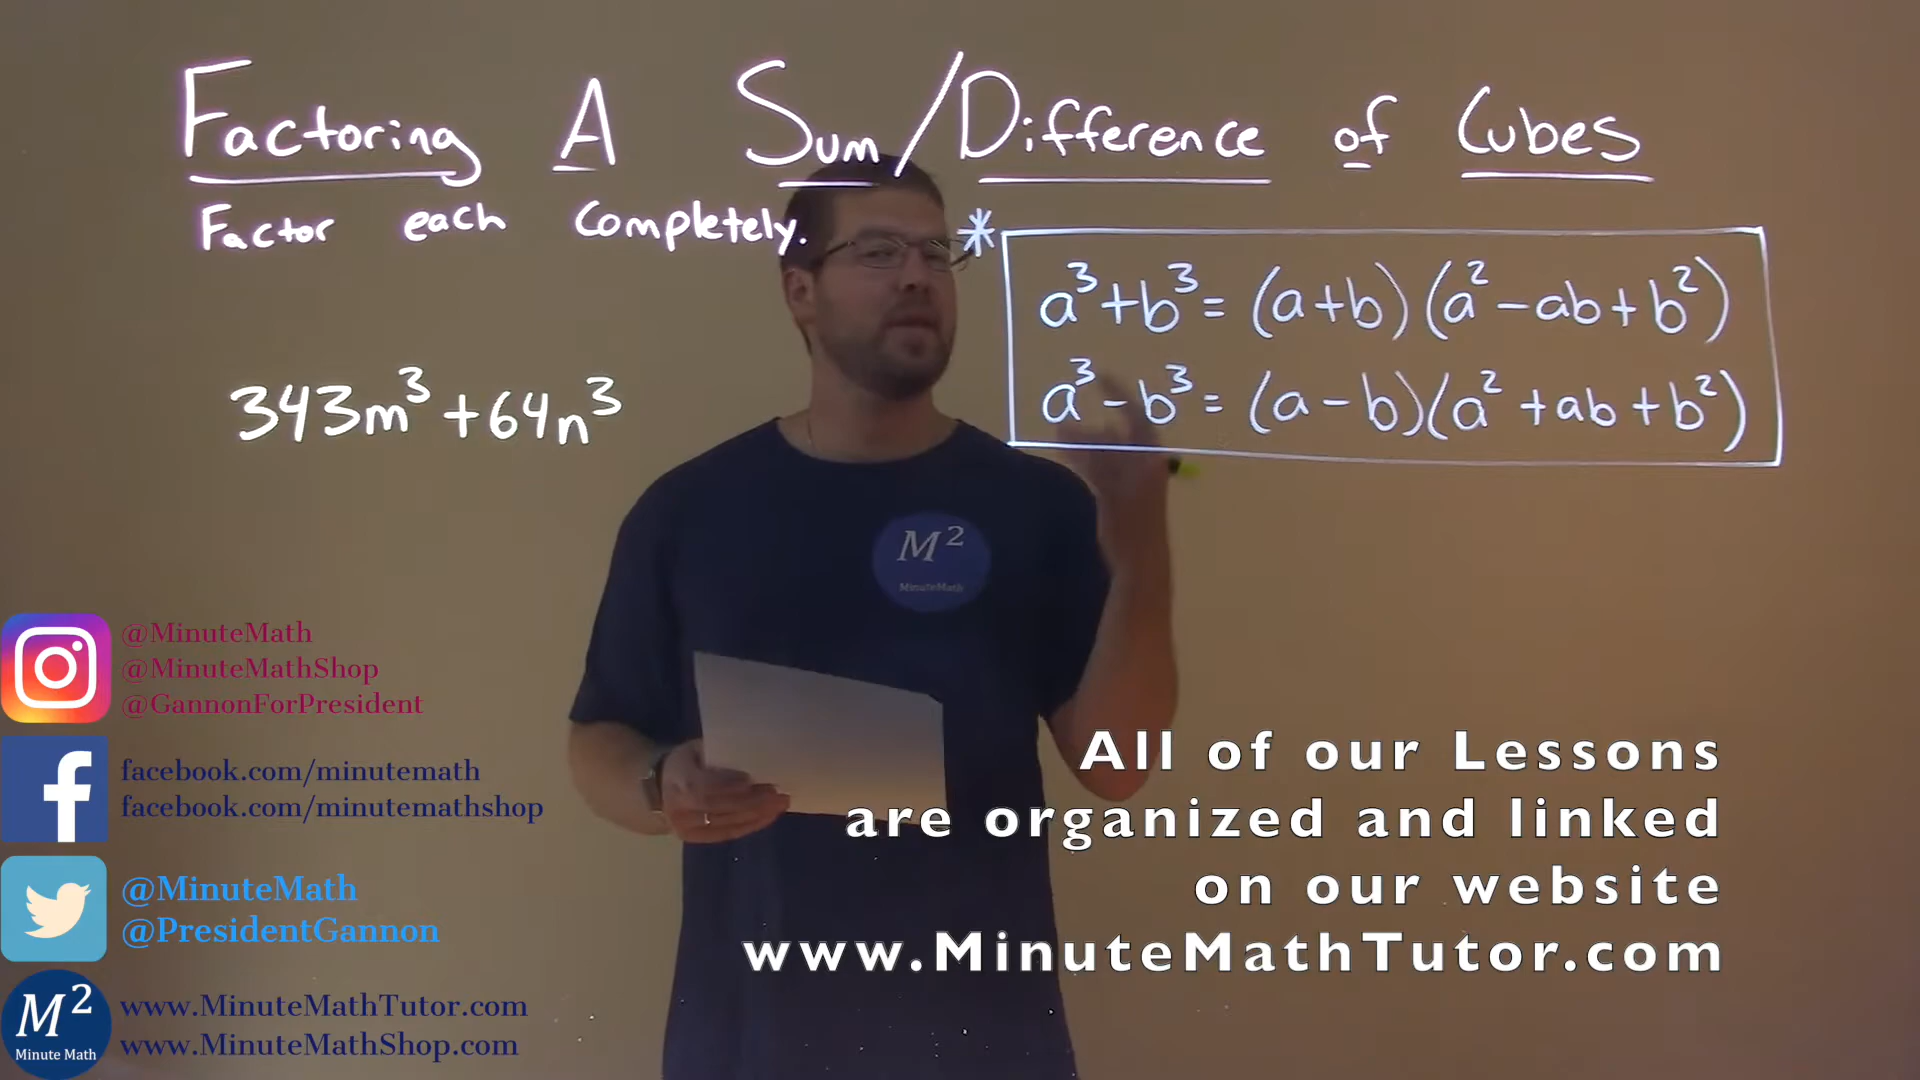 Factoring A Sum/Difference of Cubes
Factor each completely.
*
a³+b³= (a+b)(a²-ab+b²)
a³-b³= (a-b)(a²+ab+b²)
343m³+64n³
M²
MinuteMath
@MinuteMath
@MinuteMathShop
@GannonForPresident
facebook.com/minutemath
facebook.com/minutemathshop
@MinuteMath
@PresidentGannon
M²
Minute Math
www.MinuteMathTutor.com
www.MinuteMathShop.com
All of our Lessons
are organized and linked
on our website
www.MinuteMathTutor.com